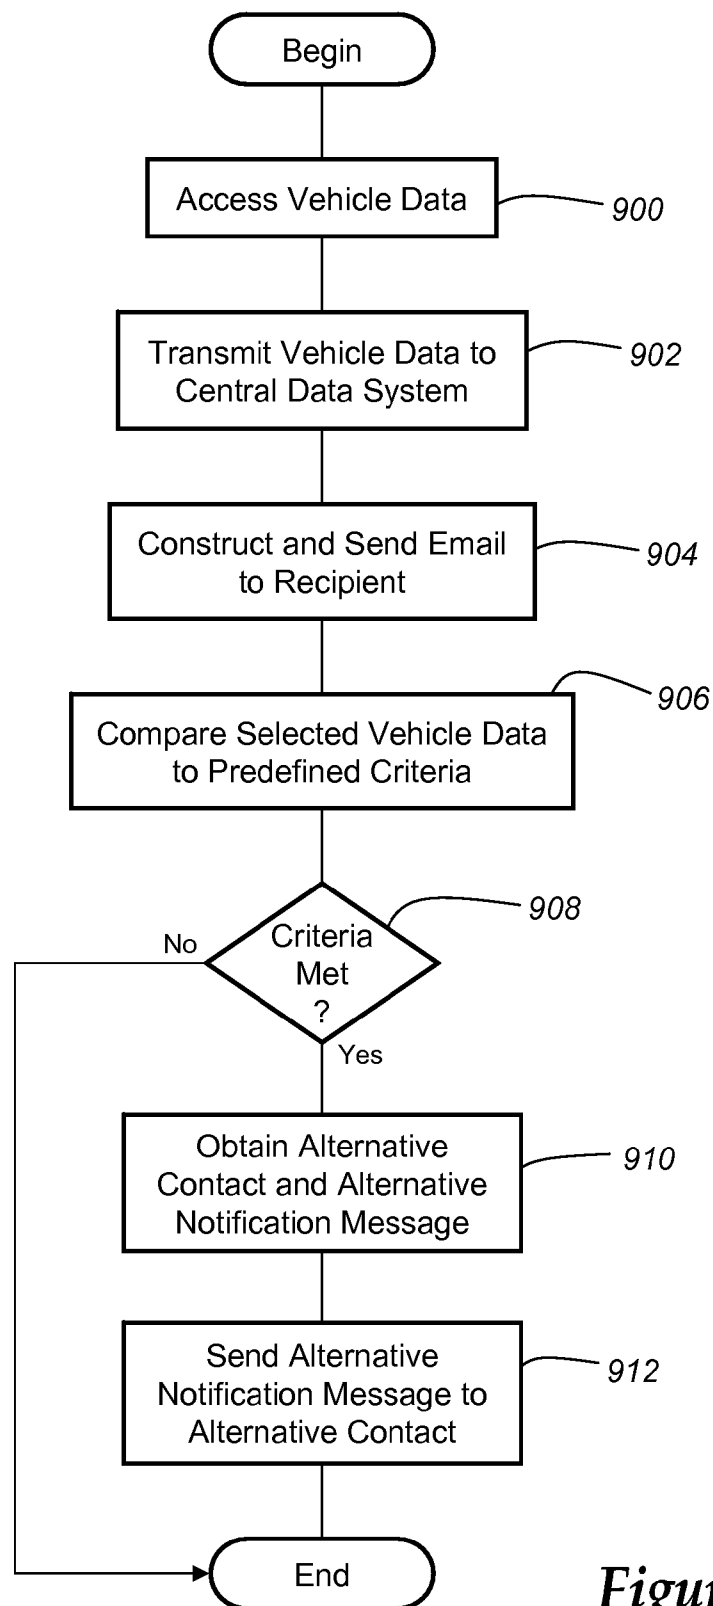 Begin
Access Vehicle Data
900
Transmit Vehicle Data to
Central Data System
902
Construct and Send Email
to Recipient
904
906
Compare Selected Vehicle Data
to Predefined Criteria
908
Criteria
Met
?
No
Yes
Obtain Alternative
Contact and Alternative
Notification Message
910
Send Alternative
Notification Message to
Alternative Contact
912
End